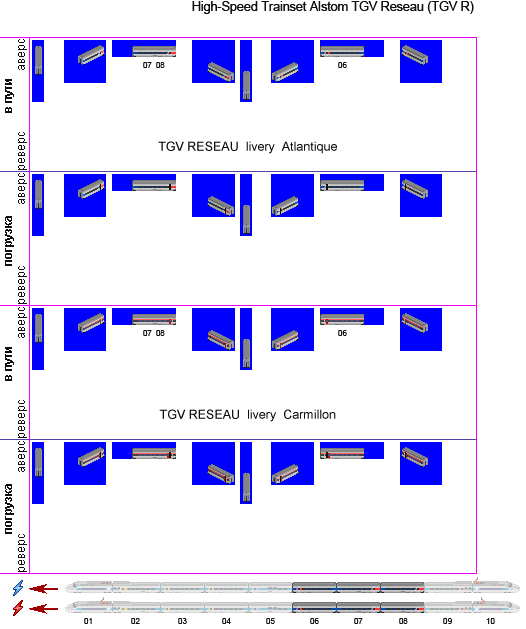 High-Speed Trainset Alstom TGV Reseau (TGV R)
аверс
в пути
реверс
07 08
06
TGV RESEAU livery Atlantique
аверс
погрузка
реверс
аверс
в пути
реверс
07 08
06
TGV RESEAU livery Carmillon
аверс
погрузка
реверс
01 02 03 04 05 06 07 08 09 10